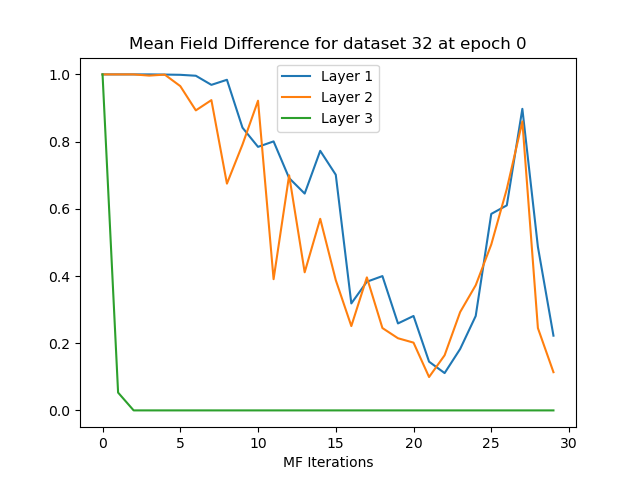 Mean Field Difference for dataset 32 at epoch 0
Layer 1
Layer 2
Layer 3
1.0
0.8
0.6
0.4
0.2
0.0
0 5 10 15 20 25 30
MF Iterations